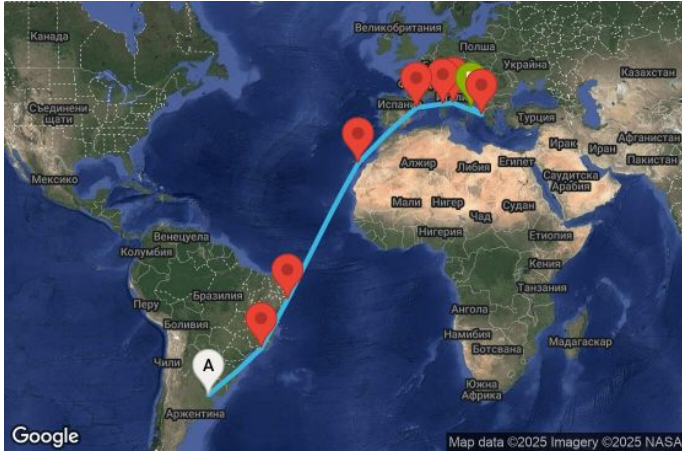 Канада
Великобритания
Полша
Украйна
Казахстан
Съединени
щати
Испан
Турция
Афганистан
Ирак
Иран
Пакистан
Мексико
Алжир
Либия
Египет
Саудитска
Арабия
Мали
Нигер
Чад
Судан
Венецуела
Нигерия
Етиопия
Колумбия
Кения
Танзания
Перу
Бразилия
Ангола
Боливия
Намибия
Мадагаскар
Ботсвана
Чили
A
Южна
Африка
Аржентина
Google
Map data ©2025 Imagery ©2025 NASA